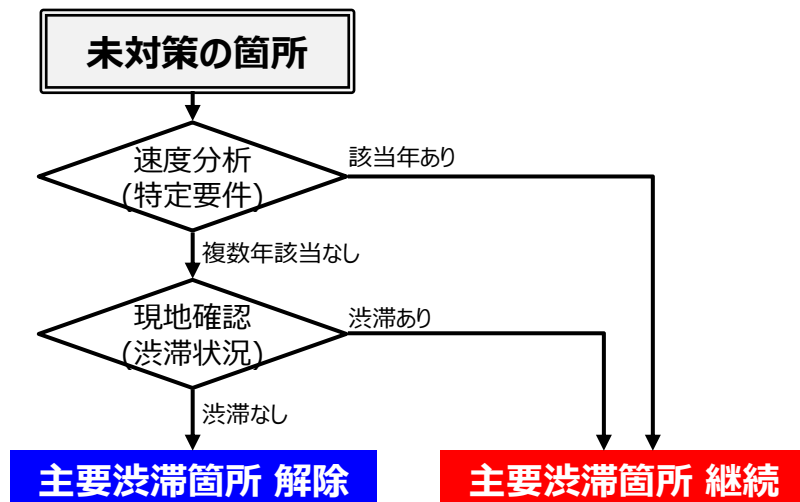 未対策の箇所
速度分析
(特定要件)
該当年あり
複数年該当なし
現地確認
(渋滞状況)
渋滞あり
渋滞なし
主要渋滞箇所 解除
主要渋滞箇所 継続